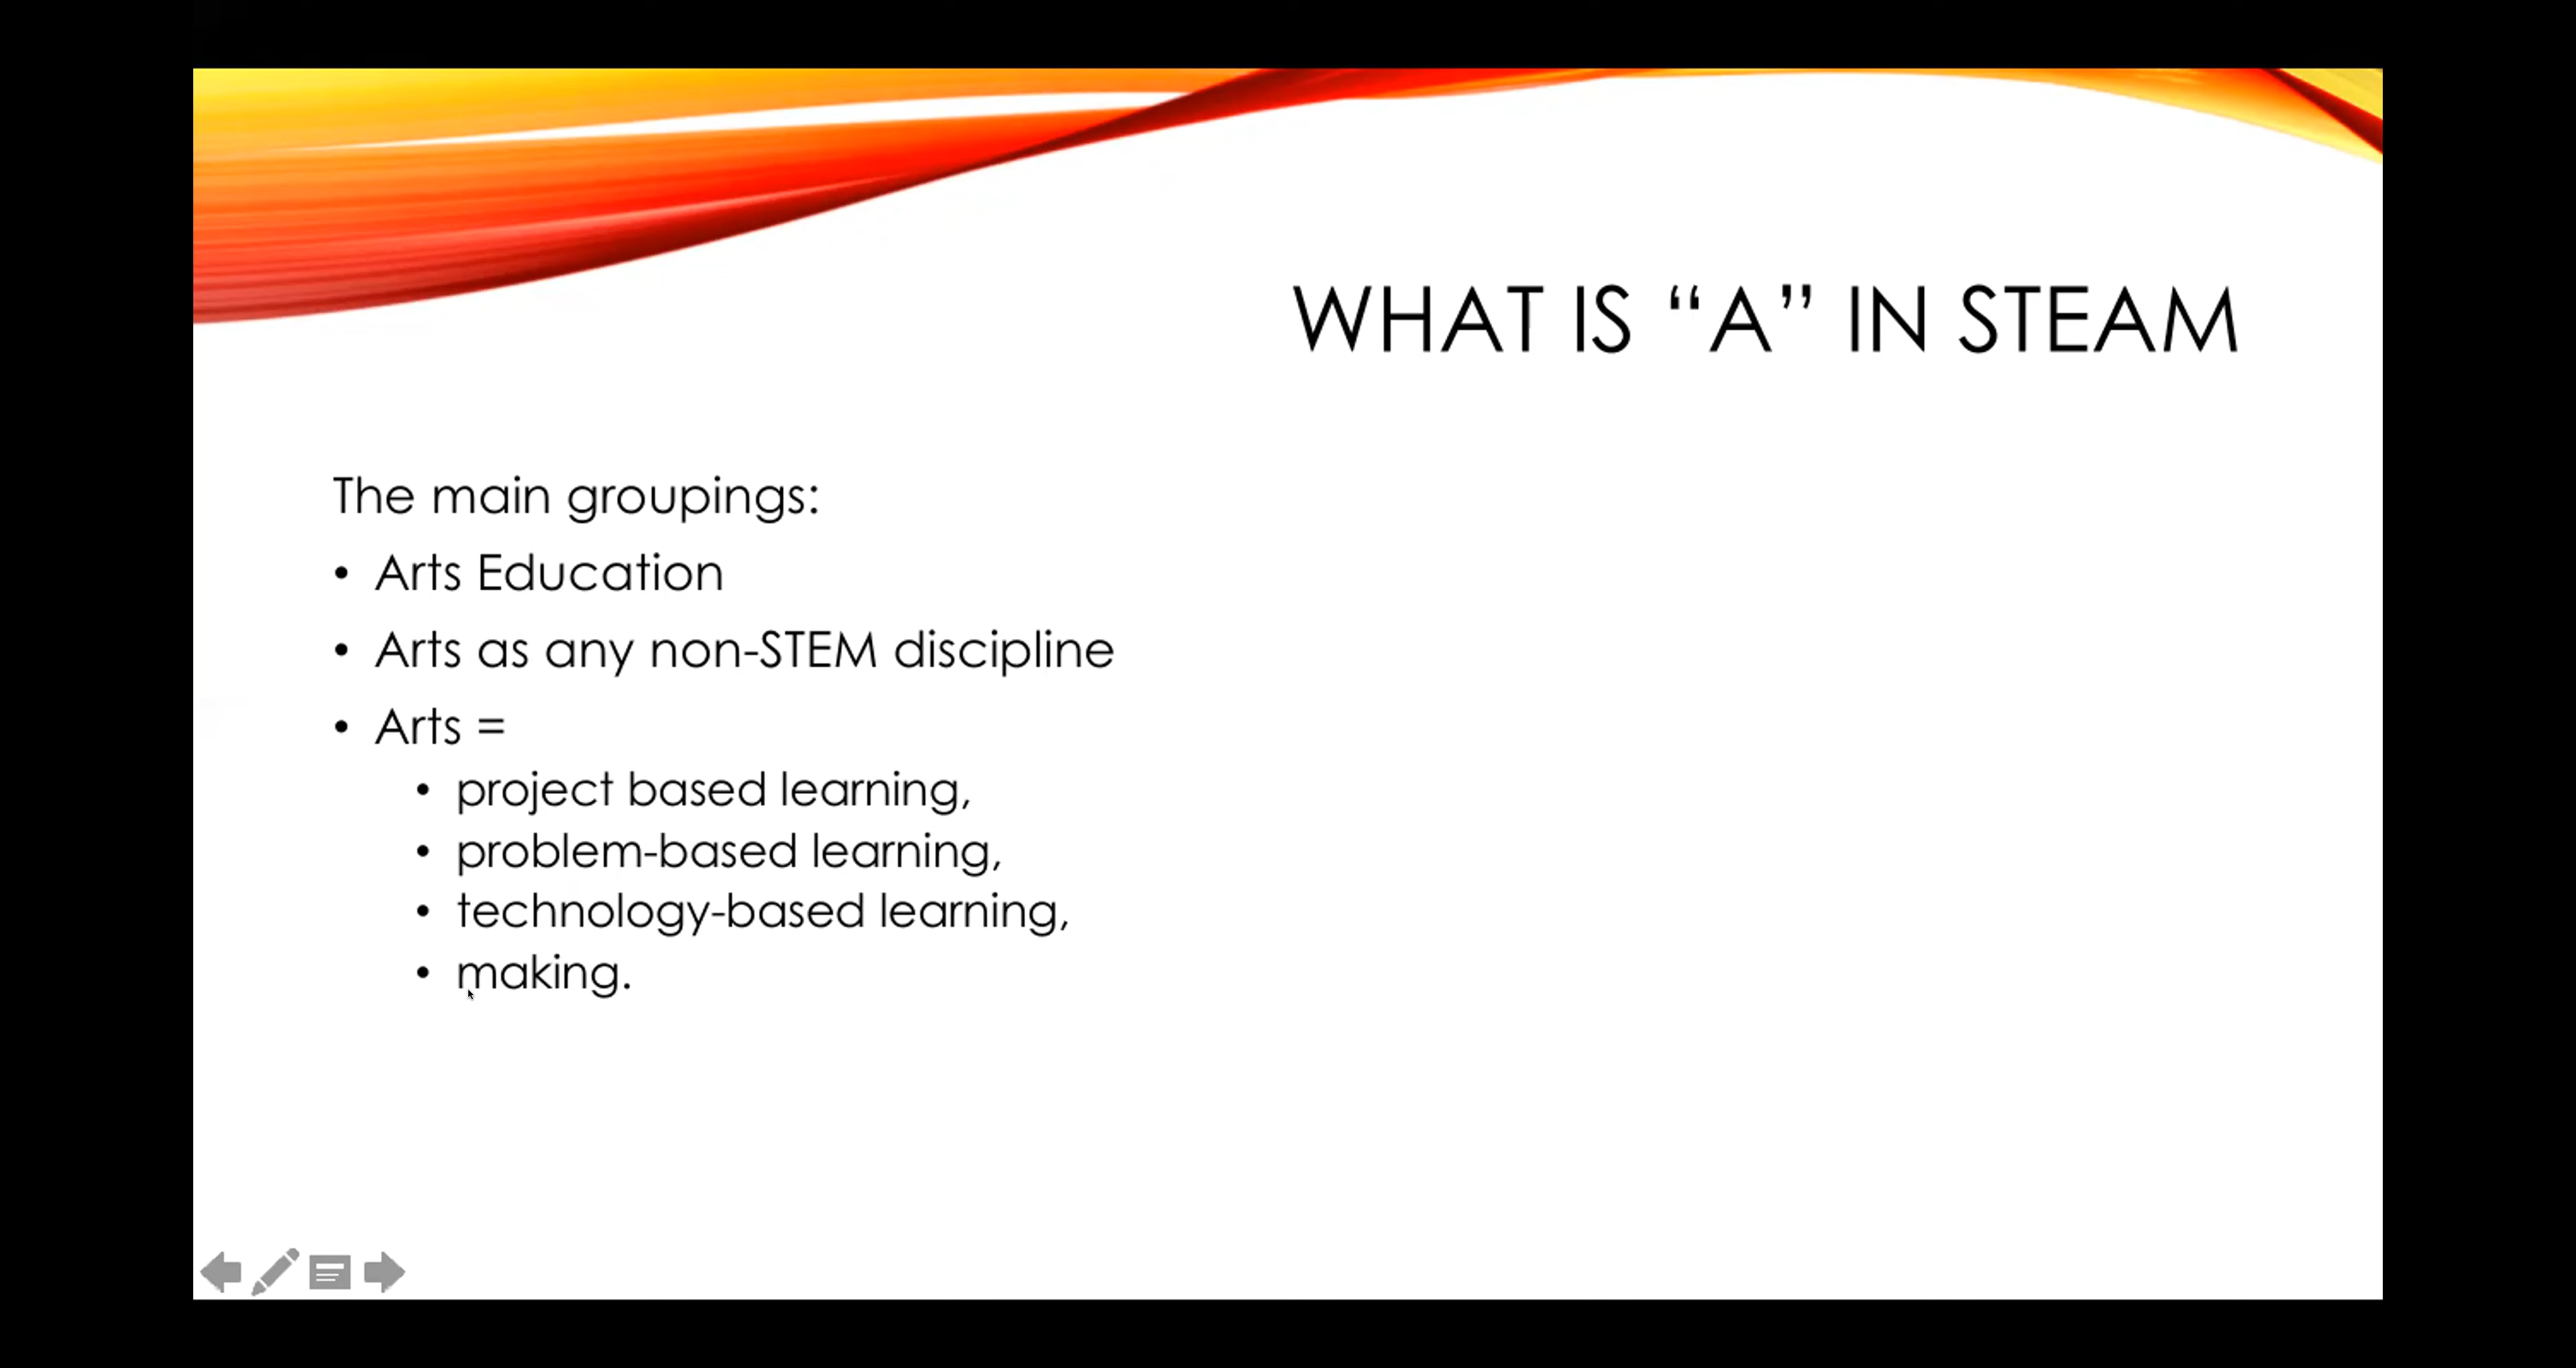 WHAT IS “A” IN STEAM
The main groupings:
• Arts Education
• Arts as any non-STEM discipline
• Arts =
• project based learning,
• problem-based learning,
• technology-based learning,
• making.